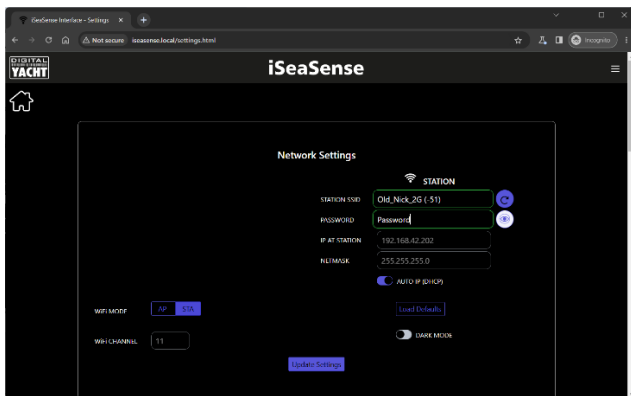 iSeaSense Interface - Settings
Not secure iseasense.local/settings.html
Incognito
DIGITAL
YACHT
iSeaSense
Network Settings
STATION
STATION SSID Old_Nick_2G (-51)
PASSWORD Password
IP AT STATION 192.168.42.202
NETMASK 255.255.255.0
AUTO IP (DHCP)
WiFi MODE AP STA Load Defaults
WiFi CHANNEL 11 DARK MODE
Update Settings